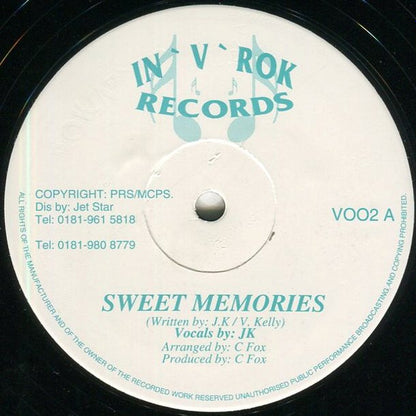 IN`V`ROK
RECORDS
COPYRIGHT: PRS/MCPS.
Dis by: Jet Star
Tel: 0181-961 5818
Tel: 0181-980 8779
VOO2 A
SWEET MEMORIES
(Written by: J.K / V. Kelly)
Vocals by: JK
Arranged by: C Fox
Produced by: C Fox
ALL RIGHTS OF THE MANUFACTURER AND OF THE OWNER OF THE RECORDED WORK RESERVED UNAUTHORISED PUBLIC PERFORMANCE BROADCASTING AND COPYING PROHIBITED.